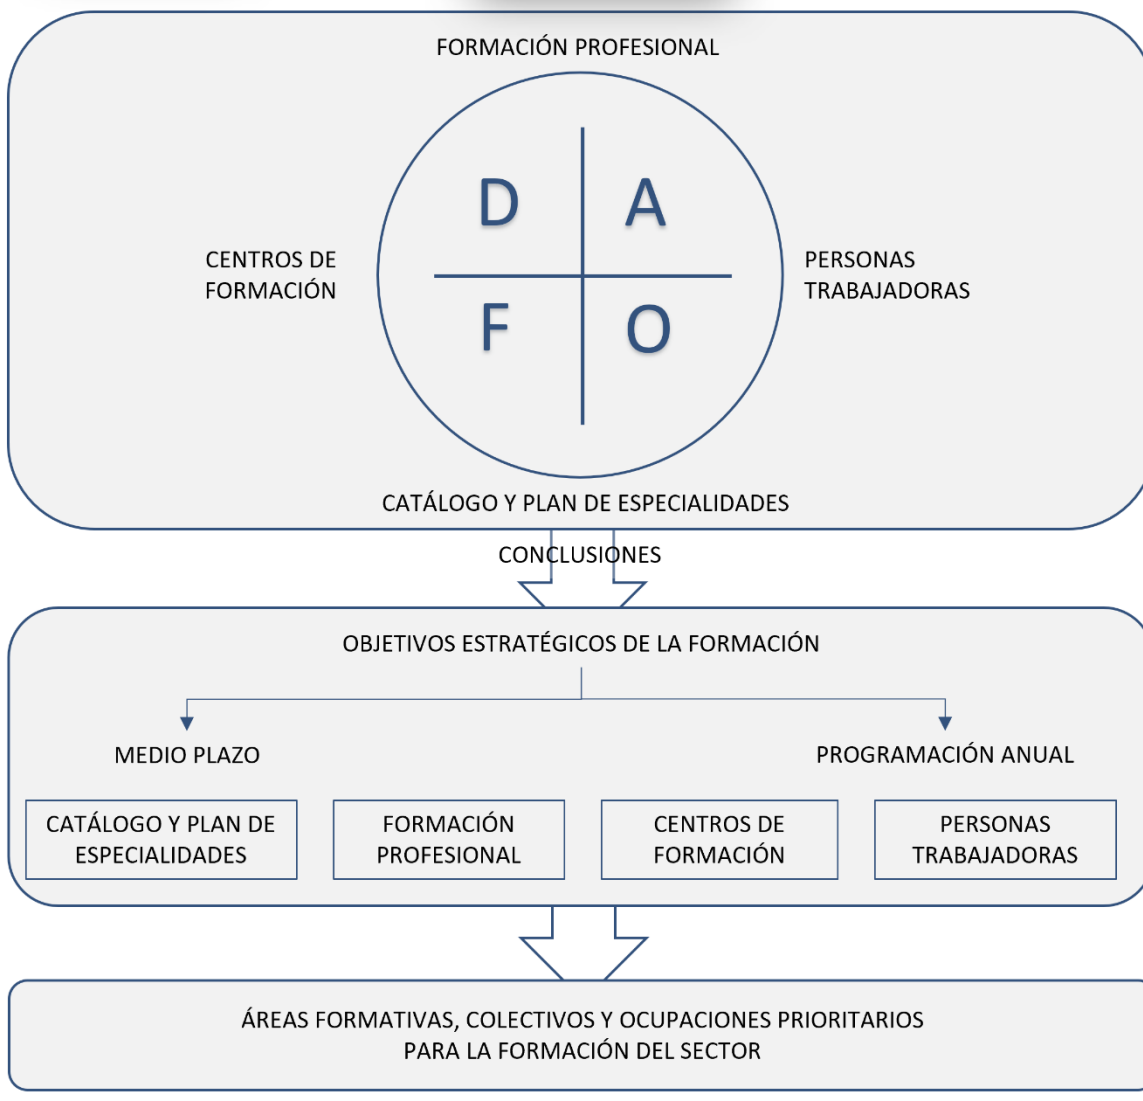 FORMACIÓN PROFESIONAL
D A
CENTROS DE
FORMACIÓN
PERSONAS
TRABAJADORAS
F O
CATÁLOGO Y PLAN DE ESPECIALIDADES
CONCLUSIONES
OBJETIVOS ESTRATÉGICOS DE LA FORMACIÓN
MEDIO PLAZO
PROGRAMACIÓN ANUAL
CATÁLOGO Y PLAN DE
ESPECIALIDADES
FORMACIÓN
PROFESIONAL
CENTROS DE
FORMACIÓN
PERSONAS
TRABAJADORAS
ÁREAS FORMATIVAS, COLECTIVOS Y OCUPACIONES PRIORITARIOS
PARA LA FORMACIÓN DEL SECTOR